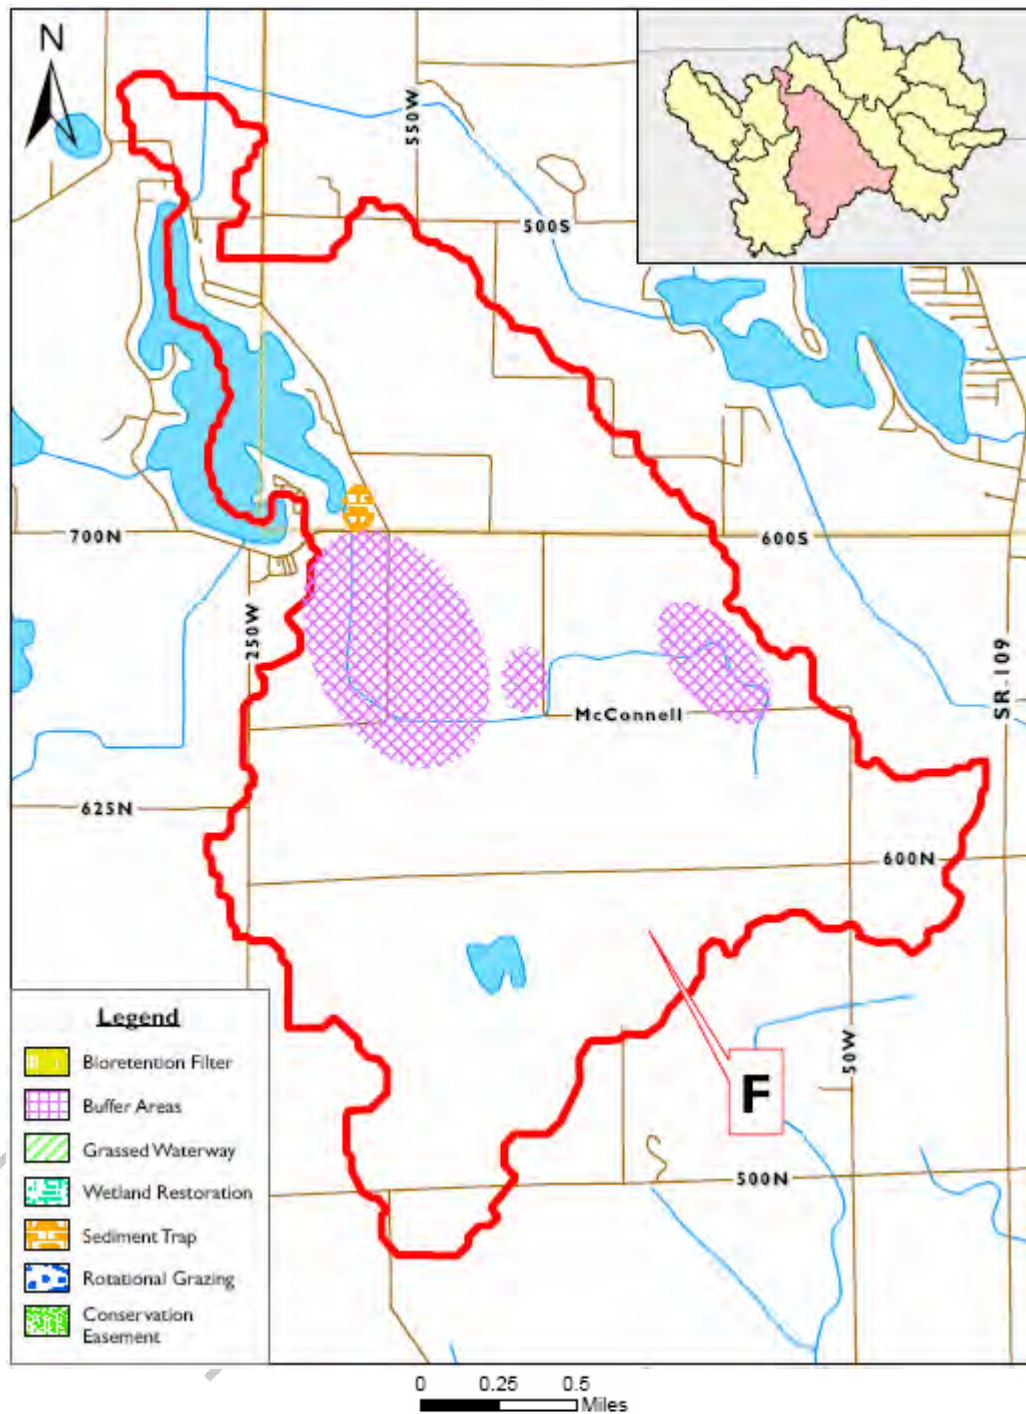 N
550W
500S
700N
600S
250W
McConnell
SR 109
625N
600N
F
50W
500N
Legend
Bioretention Filter
Buffer Areas
Grassed Waterway
Wetland Restoration
Sediment Trap
Rotational Grazing
Conservation
Easement
0 0.25 0.5
Miles